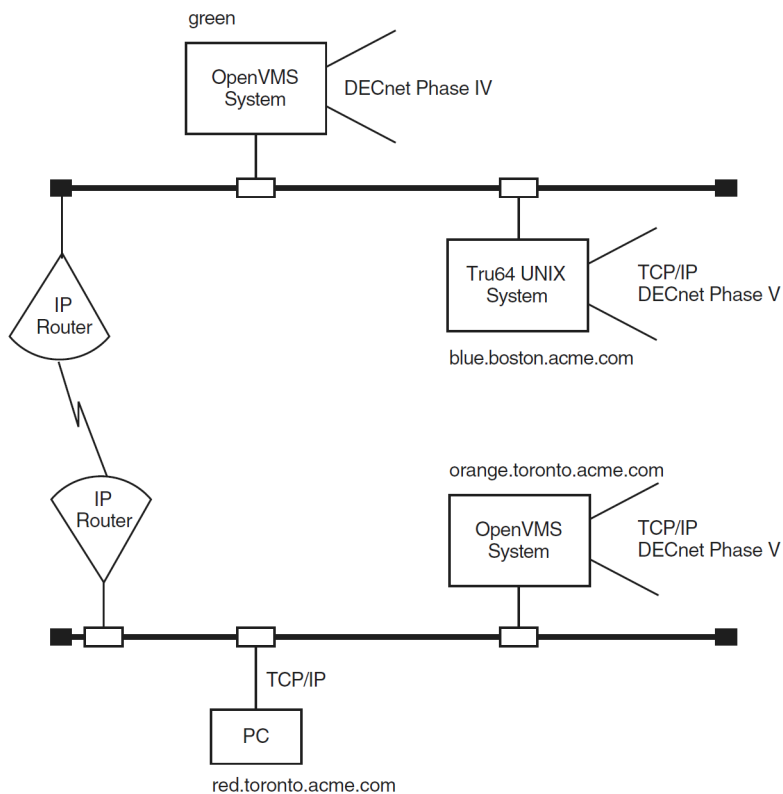 green
OpenVMS
System
DECnet Phase IV
IP
Router
Tru64 UNIX
System
TCP/IP
DECnet Phase V
blue.boston.acme.com
orange.toronto.acme.com
IP
Router
OpenVMS
System
TCP/IP
DECnet Phase V
TCP/IP
PC
red.toronto.acme.com